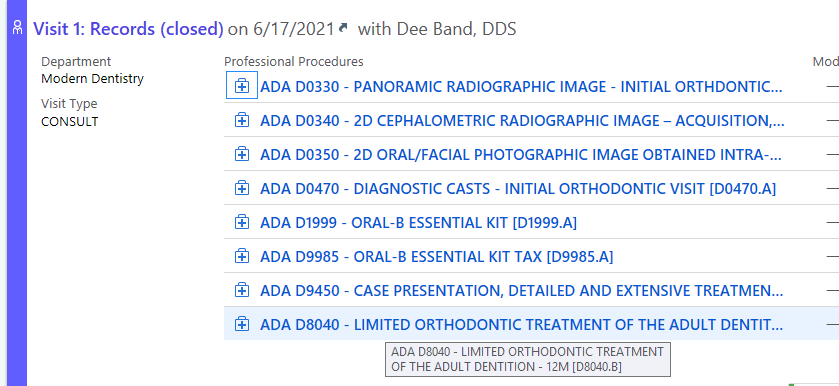 Visit 1: Records (closed) on 6/17/2021 with Dee Band, DDS
Department
Modern Dentistry
Visit Type
CONSULT
Professional Procedures
Mod
ADA D0330 - PANORAMIC RADIOGRAPHIC IMAGE - INITIAL ORTHDONTIC...
ADA D0340 - 2D CEPHALOMETRIC RADIOGRAPHIC IMAGE – ACQUISITION,...
ADA D0350 - 2D ORAL/FACIAL PHOTOGRAPHIC IMAGE OBTAINED INTRA-...
ADA D0470 - DIAGNOSTIC CASTS - INITIAL ORTHODONTIC VISIT [D0470.A]
ADA D1999 - ORAL-B ESSENTIAL KIT [D1999.A]
ADA D9985 - ORAL-B ESSENTIAL KIT TAX [D9985.A]
ADA D9450 - CASE PRESENTATION, DETAILED AND EXTENSIVE TREATMEN...
ADA D8040 - LIMITED ORTHODONTIC TREATMENT OF THE ADULT DENTIT...
ADA D8040 - LIMITED ORTHODONTIC TREATMENT
OF THE ADULT DENTITION - 12M [D8040.B]